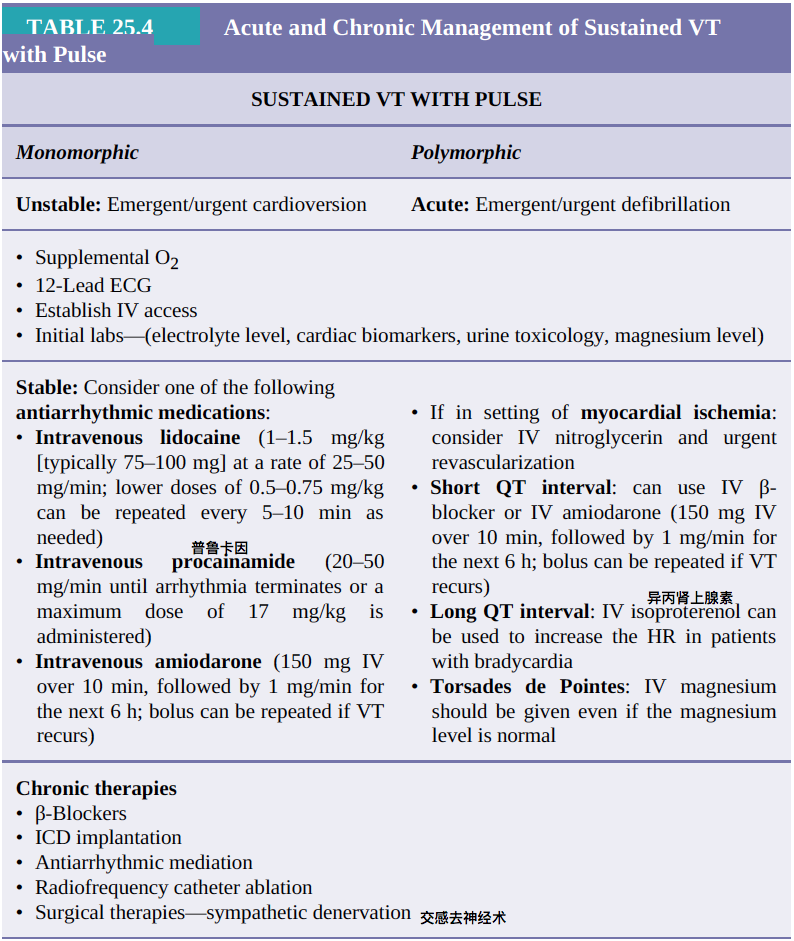 TABLE 25.4 Acute and Chronic Management of Sustained VT
with Pulse
SUSTAINED VT WITH PULSE
Monomorphic
Polymorphic
Unstable: Emergent/urgent cardioversion
Acute: Emergent/urgent defibrillation
• Supplemental O2
• 12-Lead ECG
• Establish IV access
• Initial labs—(electrolyte level, cardiac biomarkers, urine toxicology, magnesium level)
Stable: Consider one of the following
antiarrhythmic medications:
• Intravenous lidocaine (1–1.5 mg/kg
[typically 75–100 mg] at a rate of 25–50
mg/min; lower doses of 0.5–0.75 mg/kg
can be repeated every 5–10 min as
needed)
普鲁卡因
• Intravenous procainamide (20–50
mg/min until arrhythmia terminates or a
maximum dose of 17 mg/kg is
administered)
• Intravenous amiodarone (150 mg IV
over 10 min, followed by 1 mg/min for
the next 6 h; bolus can be repeated if VT
recurs)
• If in setting of myocardial ischemia:
consider IV nitroglycerin and urgent
revascularization
• Short QT interval: can use IV β-
blocker or IV amiodarone (150 mg IV
over 10 min, followed by 1 mg/min for
the next 6 h; bolus can be repeated if VT
recurs)
异丙肾上腺素
• Long QT interval: IV isoproterenol can
be used to increase the HR in patients
with bradycardia
• Torsades de Pointes: IV magnesium
should be given even if the magnesium
level is normal
Chronic therapies
• β-Blockers
• ICD implantation
• Antiarrhythmic mediation
• Radiofrequency catheter ablation
• Surgical therapies—sympathetic denervation 交感去神经术